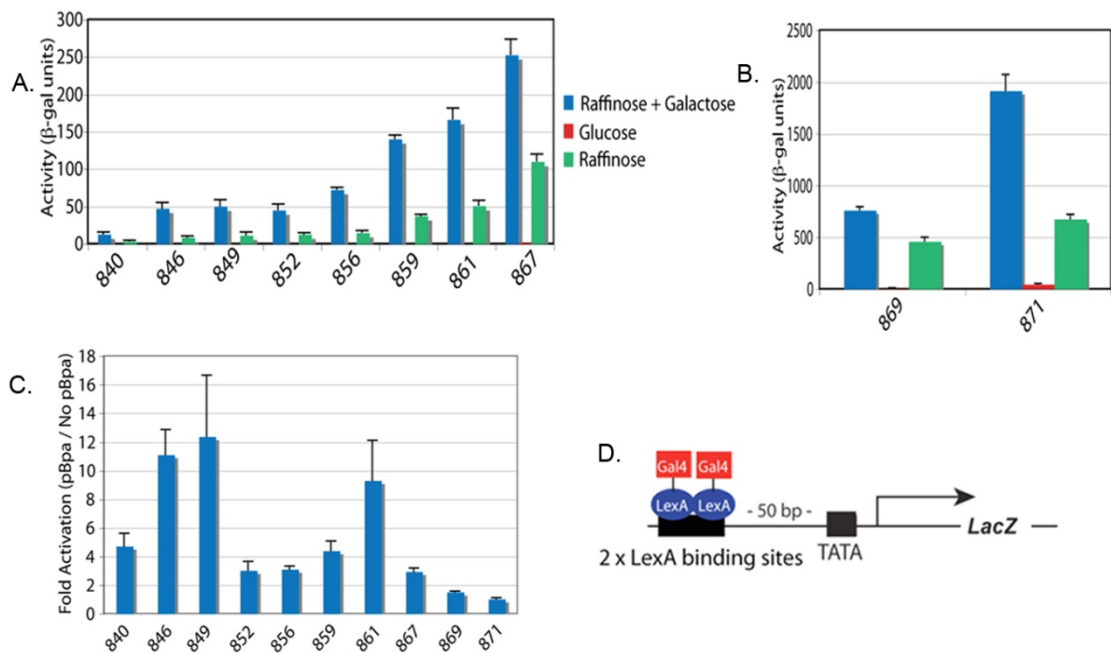 A.
Activity (β-gal units)
300
250
200
150
100
50
0
840 846 849 852 856 859 861 867
Raffinose + Galactose
Glucose
Raffinose
B.
Activity (β-gal units)
2000
1500
1000
500
0
869 871
C.
Fold Activation (pBpa / No pBpa)
18
16
14
12
10
8
6
4
2
0
840 846 849 852 856 859 861 867 869 871
D.
Gal4 Gal4
LexA LexA
- 50 bp -
LacZ
2 x LexA binding sites
TATA